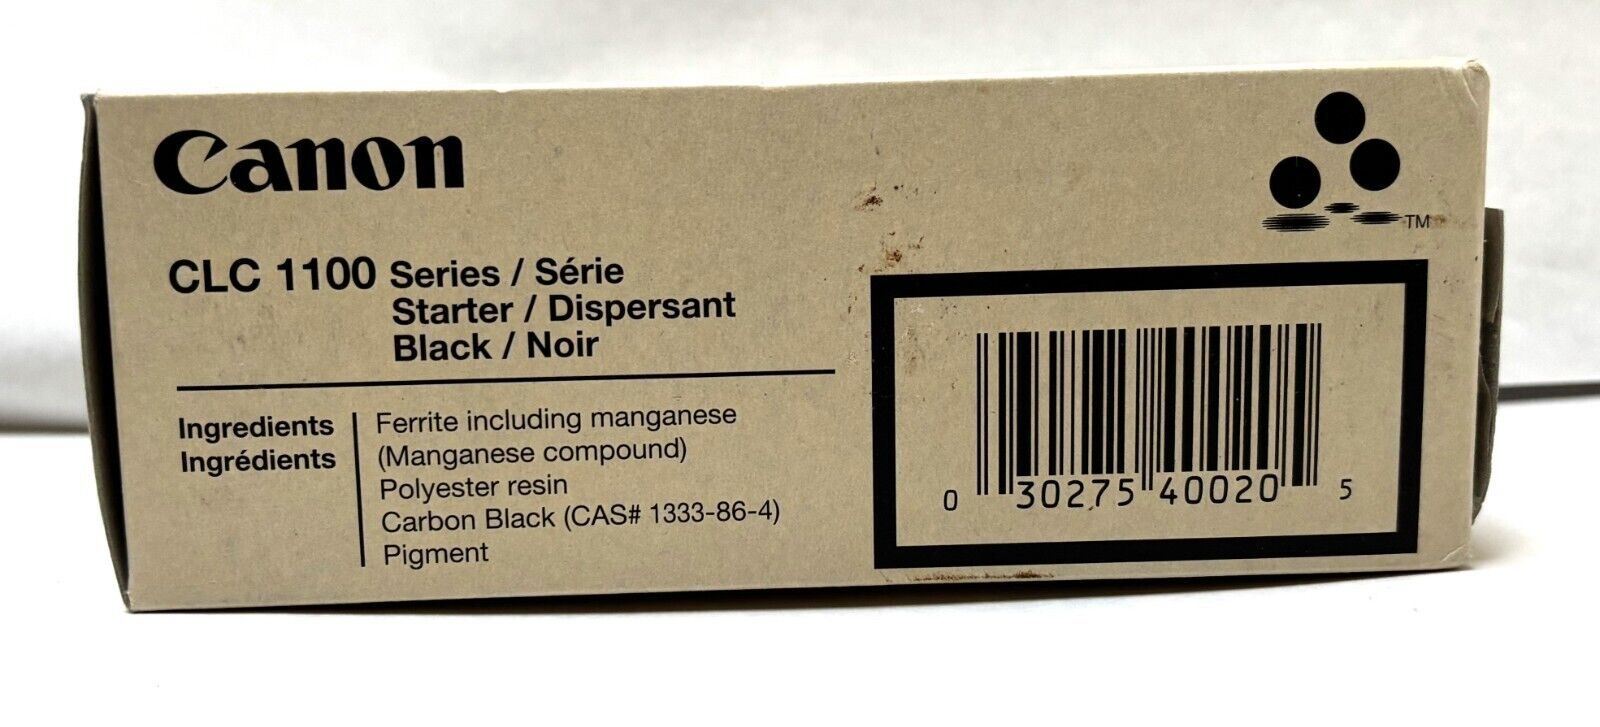 Canon
TM
CLC 1100 Series / Série
Starter / Dispersant
Black / Noir
Ingredients
Ingrédients
Ferrite including manganese
(Manganese compound)
Polyester resin
Carbon Black (CAS# 1333-86-4)
Pigment
0 30275 40020 5